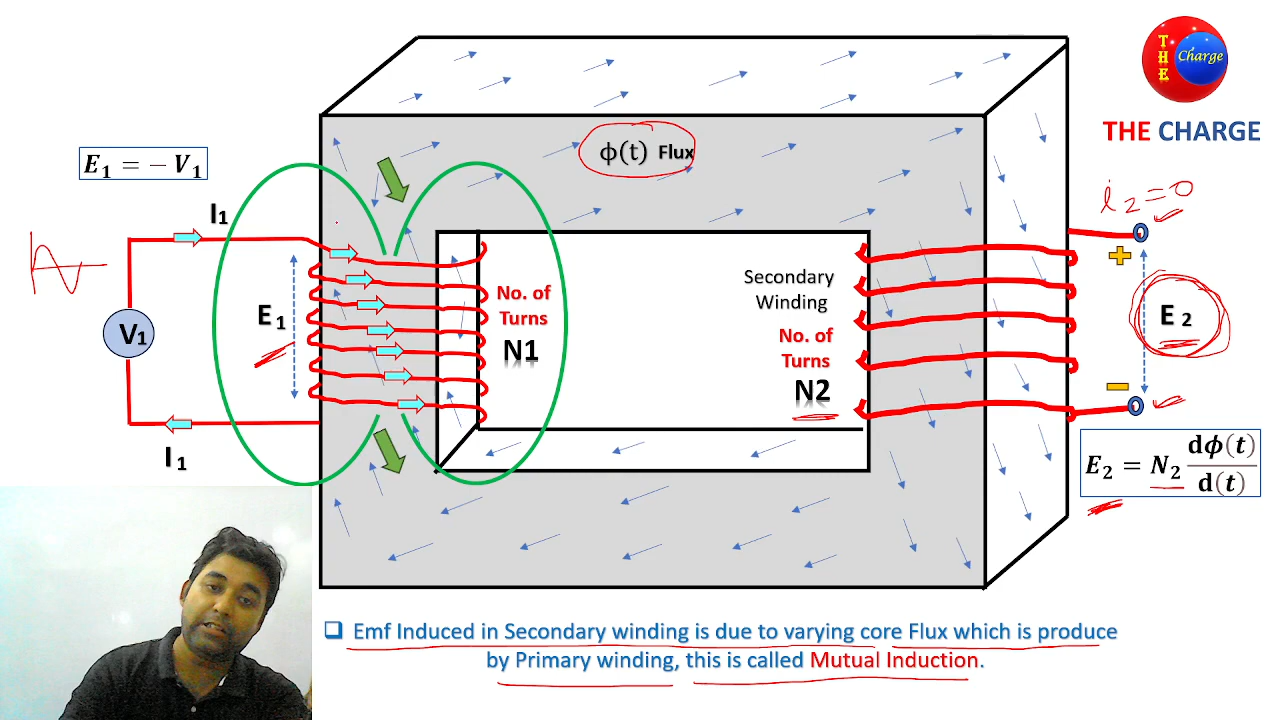 THE
Charge
THE CHARGE
E₁ = − V₁
ϕ(t) Flux
I₁
i₂=0
+
V₁
E₁
No. of
Turns
N1
Secondary
Winding
No. of
Turns
N2
E₂
−
I₁
E₂ = N₂ dϕ(t)/d(t)
Emf Induced in Secondary winding is due to varying core Flux which is produce
by Primary winding, this is called Mutual Induction.